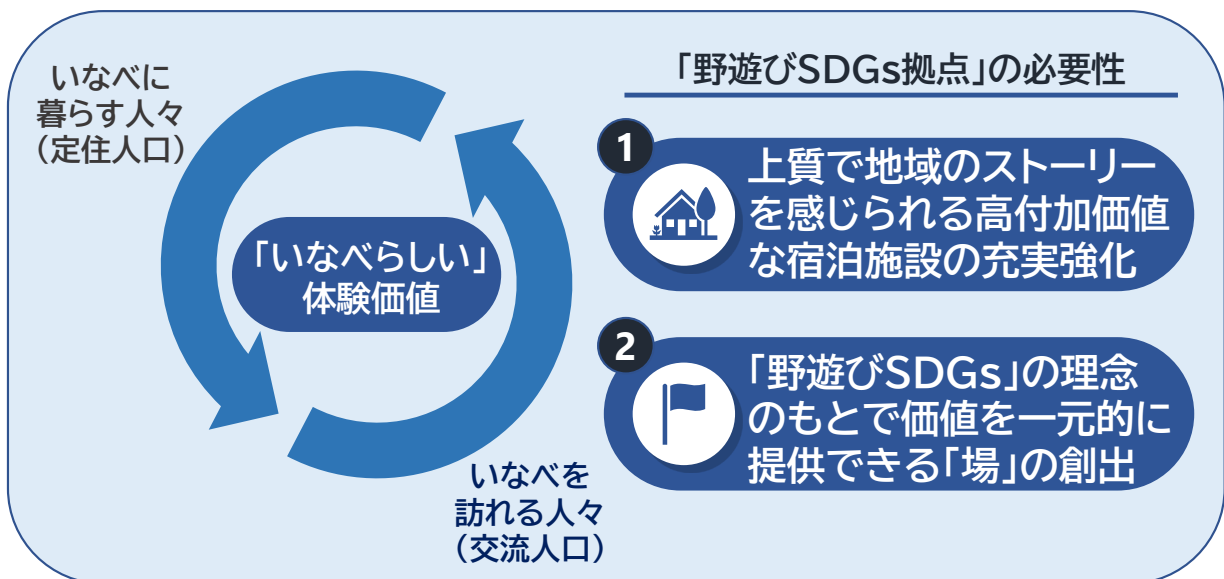 いなべに
暮らす人々
（定住人口）
「いなべらしい」
体験価値
いなべを
訪れる人々
（交流人口）
「野遊びSDGs拠点」の必要性
1
上質で地域のストーリー
を感じられる高付加価値
な宿泊施設の充実強化
2
「野遊びSDGs」の理念
のもとで価値を一元的に
提供できる「場」の創出